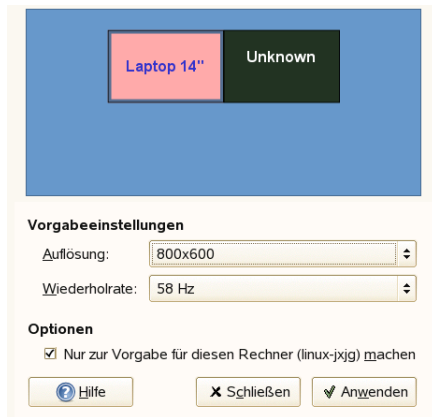 Laptop 14"
Unknown
Vorgabeeinstellungen
Auflösung: 800x600
Wiederholrate: 58 Hz
Optionen
Nur zur Vorgabe für diesen Rechner (linux-jxjg) machen
Hilfe Schließen Anwenden